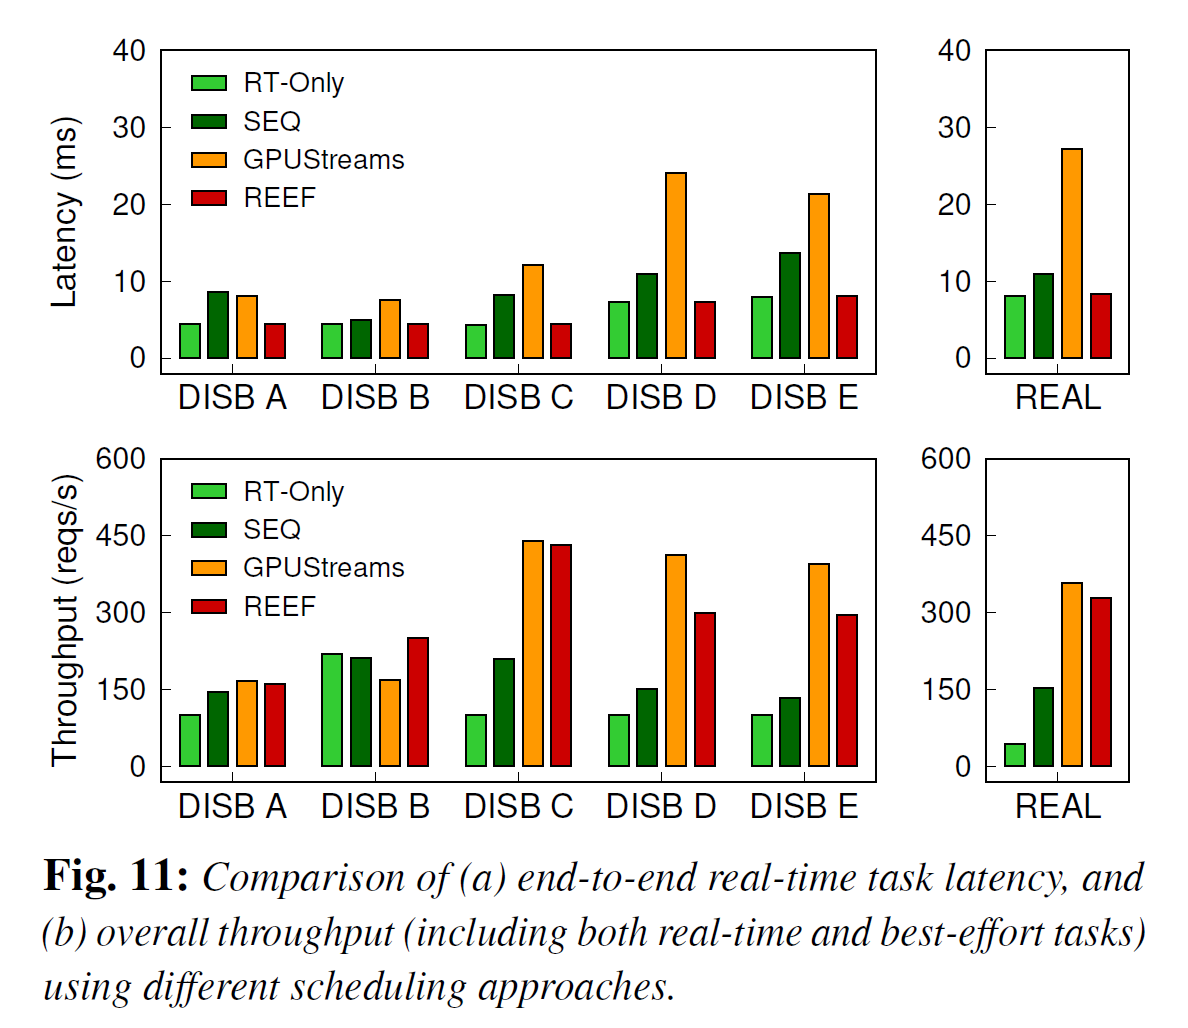 40
30
20
10
0
Latency (ms)
RT-Only
SEQ
GPUStreams
REEF
DISB A DISB B DISB C DISB D DISB E
40
30
20
10
0
REAL
600
450
300
150
0
Throughput (reqs/s)
RT-Only
SEQ
GPUStreams
REEF
DISB A DISB B DISB C DISB D DISB E
600
450
300
150
0
REAL
Fig. 11: Comparison of (a) end-to-end real-time task latency, and
(b) overall throughput (including both real-time and best-effort tasks)
using different scheduling approaches.